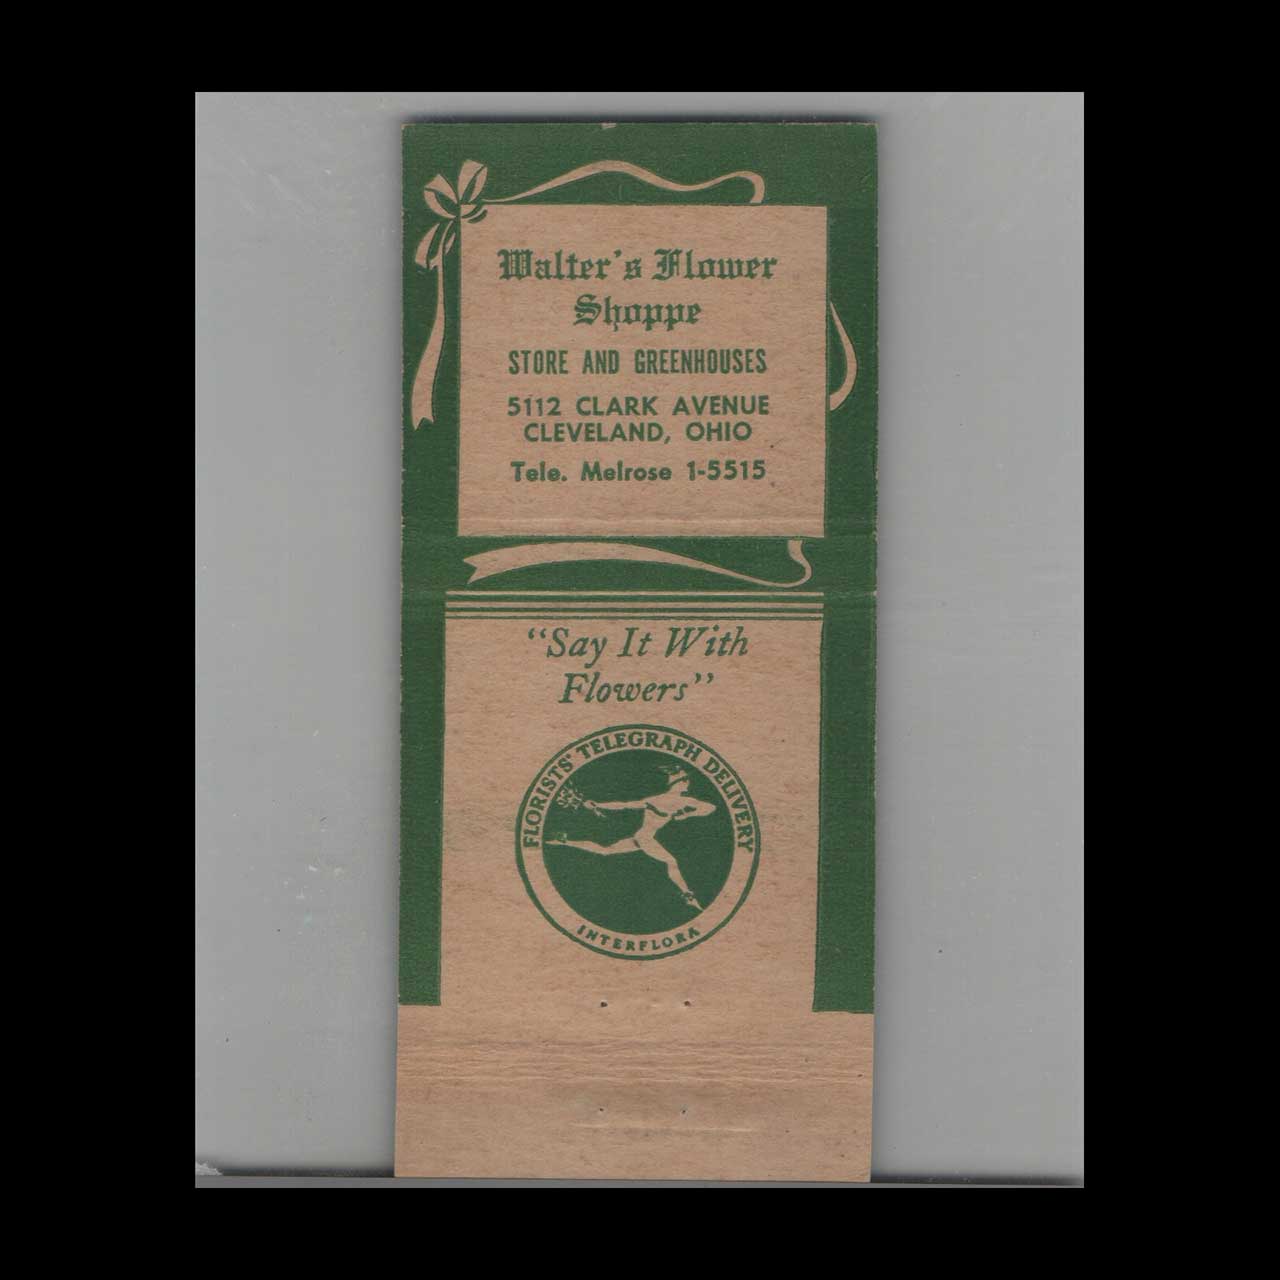 Walter's Flower
Shoppe
STORE AND GREENHOUSES
5112 CLARK AVENUE
CLEVELAND, OHIO
Tele. Melrose 1-5515
"Say It With
Flowers"
FLORISTS' TELEGRAPH DELIVERY
INTERFLORA